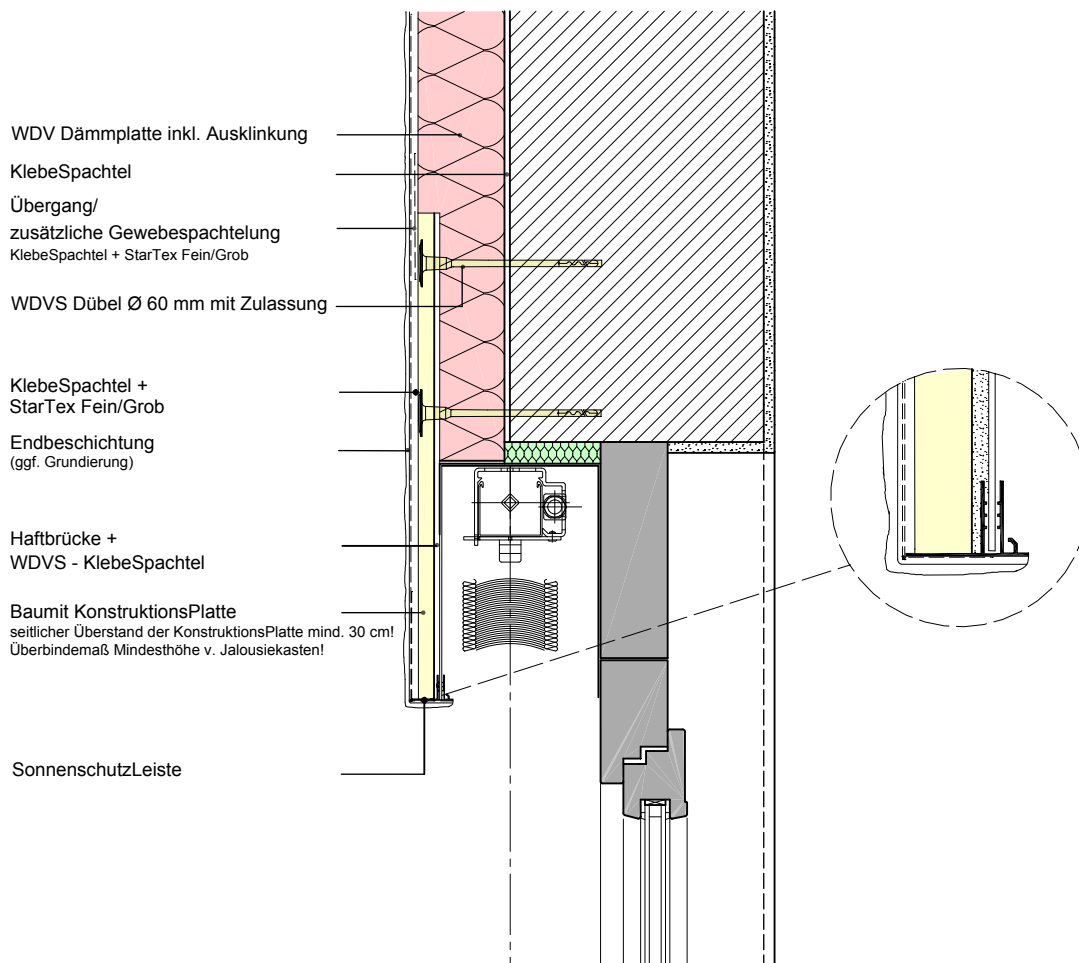 WDV Dämmplatte inkl. Ausklinkung
KlebeSpachtel
Übergang/
zusätzliche Gewebespachtelung
KlebeSpachtel + StarTex Fein/Grob
WDVS Dübel Ø 60 mm mit Zulassung
KlebeSpachtel +
StarTex Fein/Grob
Endbeschichtung
(ggf. Grundierung)
Haftbrücke +
WDVS - KlebeSpachtel
Baumit KonstruktionsPlatte
seitlicher Überstand der KonstruktionsPlatte mind. 30 cm!
Überbindemaß Mindesthöhe v. Jalousiekasten!
SonnenschutzLeiste